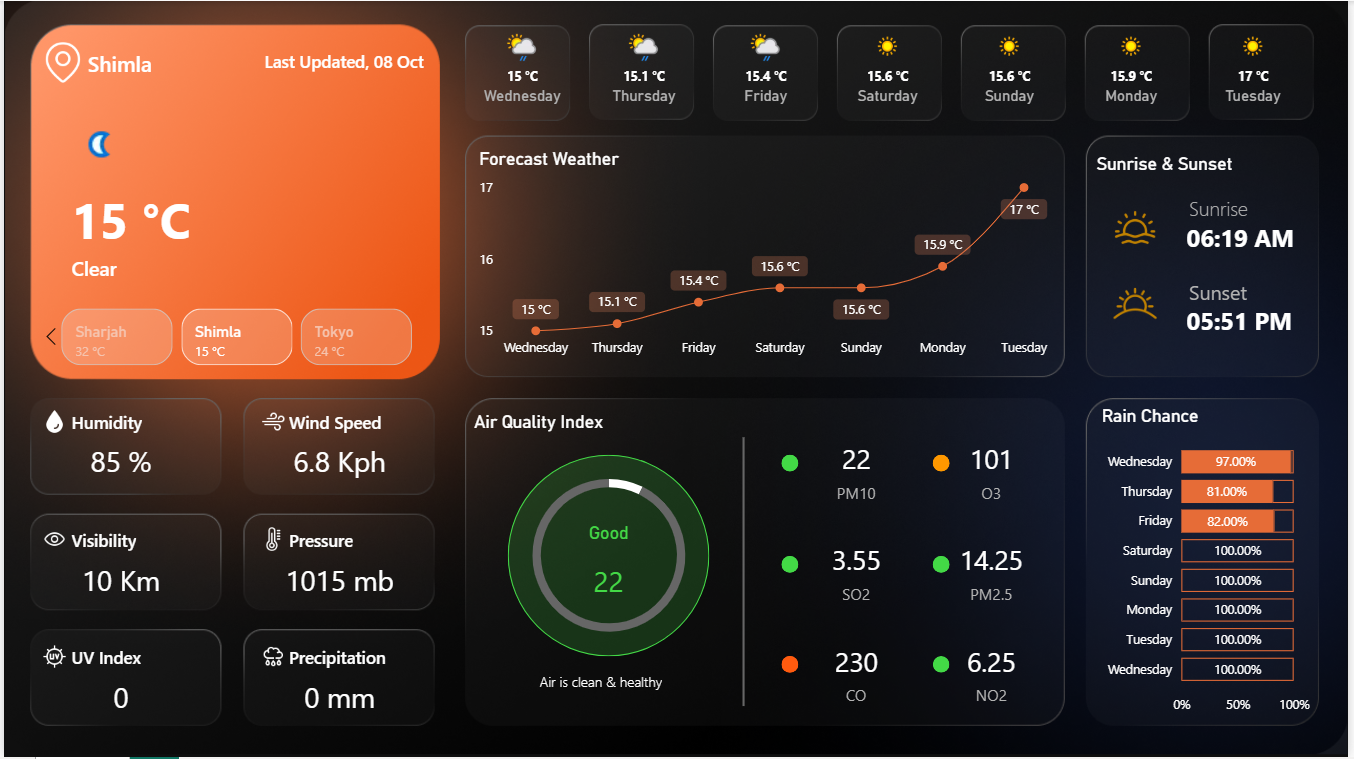 Shimla
Last Updated, 08 Oct
15 °C
Clear
Sharjah
32 °C
Shimla
15 °C
Tokyo
24 °C
15 °C
Wednesday
15.1 °C
Thursday
15.4 °C
Friday
15.6 °C
Saturday
15.6 °C
Sunday
15.9 °C
Monday
17 °C
Tuesday
Forecast Weather
17
16
15
15 °C
15.1 °C
15.4 °C
15.6 °C
15.6 °C
15.9 °C
17 °C
Wednesday
Thursday
Friday
Saturday
Sunday
Monday
Tuesday
Sunrise & Sunset
Sunrise
06:19 AM
Sunset
05:51 PM
Humidity
85 %
Wind Speed
6.8 Kph
Visibility
10 Km
Pressure
1015 mb
UV
UV Index
0
Precipitation
0 mm
Air Quality Index
Good
22
Air is clean & healthy
22
PM10
101
O3
3.55
SO2
14.25
PM2.5
230
CO
6.25
NO2
Rain Chance
Wednesday 97.00%
Thursday 81.00%
Friday 82.00%
Saturday 100.00%
Sunday 100.00%
Monday 100.00%
Tuesday 100.00%
Wednesday 100.00%
0% 50% 100%